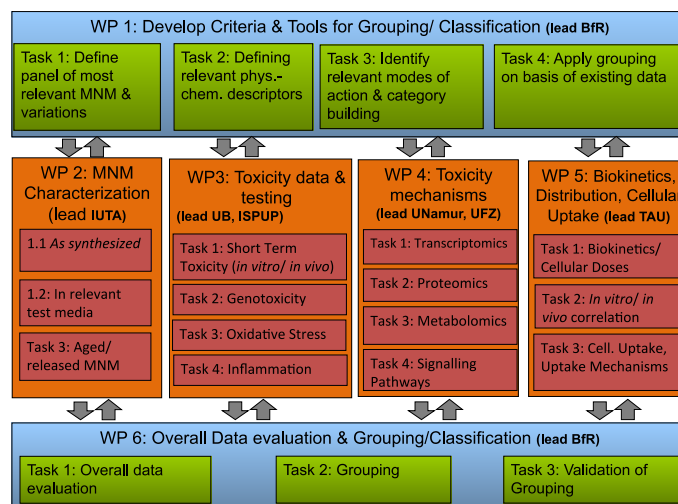 WP 1: Develop Criteria & Tools for Grouping/ Classification (lead BfR)
Task 1: Define
panel of most
relevant MNM &
variations
Task 2: Defining
relevant phys.-
chem. descriptors
Task 3: Identify
relevant modes of
action & category
building
Task 4: Apply grouping
on basis of existing data
WP 2: MNM
Characterization
(lead IUTA)
1.1 As synthesized
1.2: In relevant
test media
Task 3: Aged/
released MNM
WP3: Toxicity data &
testing
(lead UB, ISPUP)
Task 1: Short Term
Toxicity (in vitro/ in vivo)
Task 2: Genotoxicity
Task 3: Oxidative Stress
Task 4: Inflammation
WP 4: Toxicity
mechanisms
(lead UNamur, UFZ)
Task 1: Transcriptomics
Task 2: Proteomics
Task 3: Metabolomics
Task 4: Signalling
Pathways
WP 5: Biokinetics,
Distribution, Cellular
Uptake (lead TAU)
Task 1: Biokinetics/
Cellular Doses
Task 2: In vitro/ in
vivo correlation
Task 3: Cell. Uptake,
Uptake Mechanisms
WP 6: Overall Data evaluation & Grouping/Classification (lead BfR)
Task 1: Overall data
evaluation
Task 2: Grouping
Task 3: Validation of
Grouping